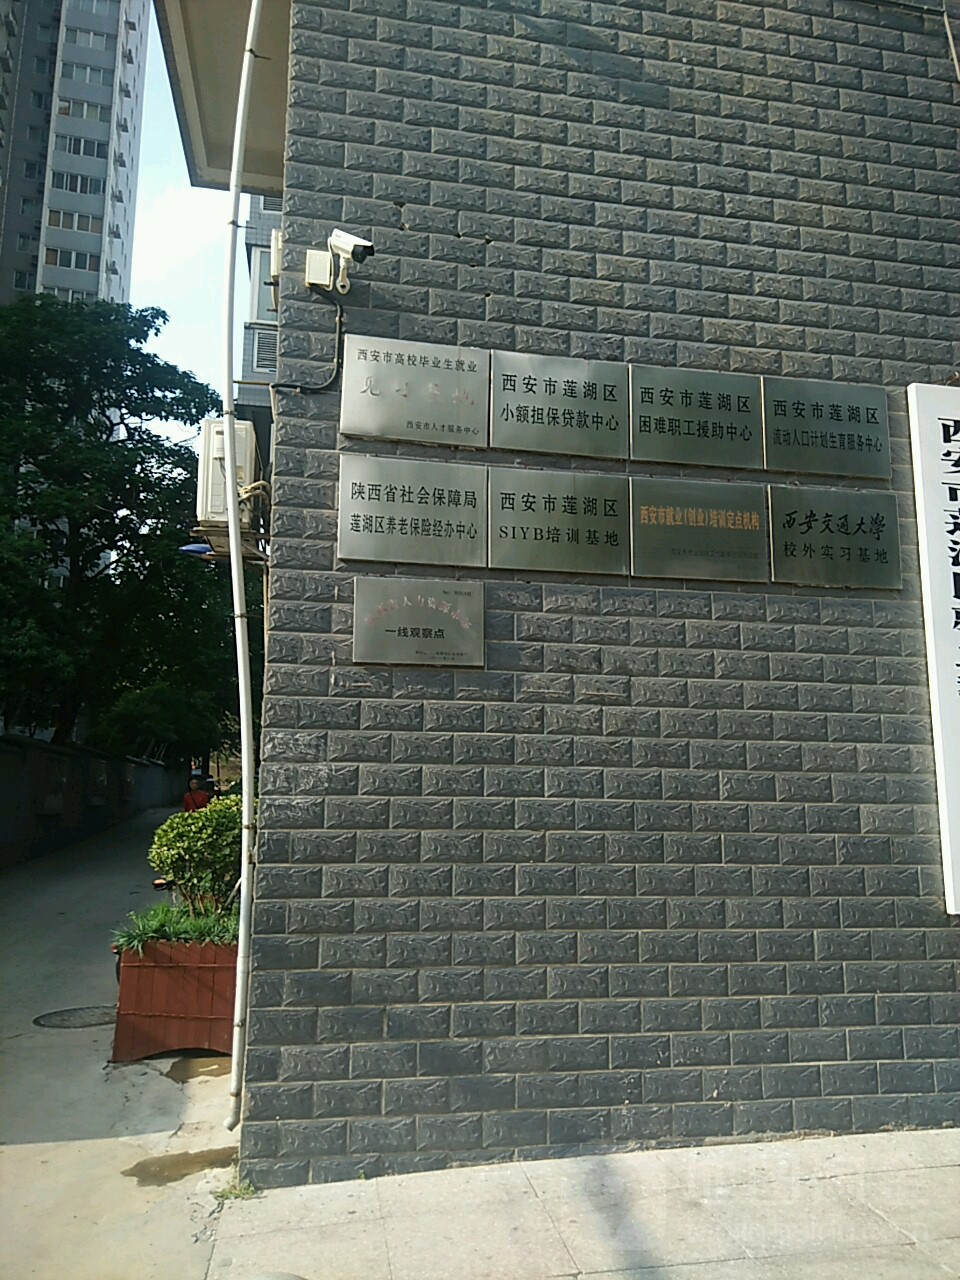 西安市高校毕业生就业
见习基地
西安市人才服务中心
西安市莲湖区
小额担保贷款中心
西安市莲湖区
困难职工援助中心
西安市莲湖区
流动人口计划生育服务中心
陕西省社会保障局
莲湖区养老保险经办中心
西安市莲湖区
SIYB培训基地
西安市就业(创业)培训定点机构
西安交通大学
校外实习基地
一线观察点
西安市莲湖区